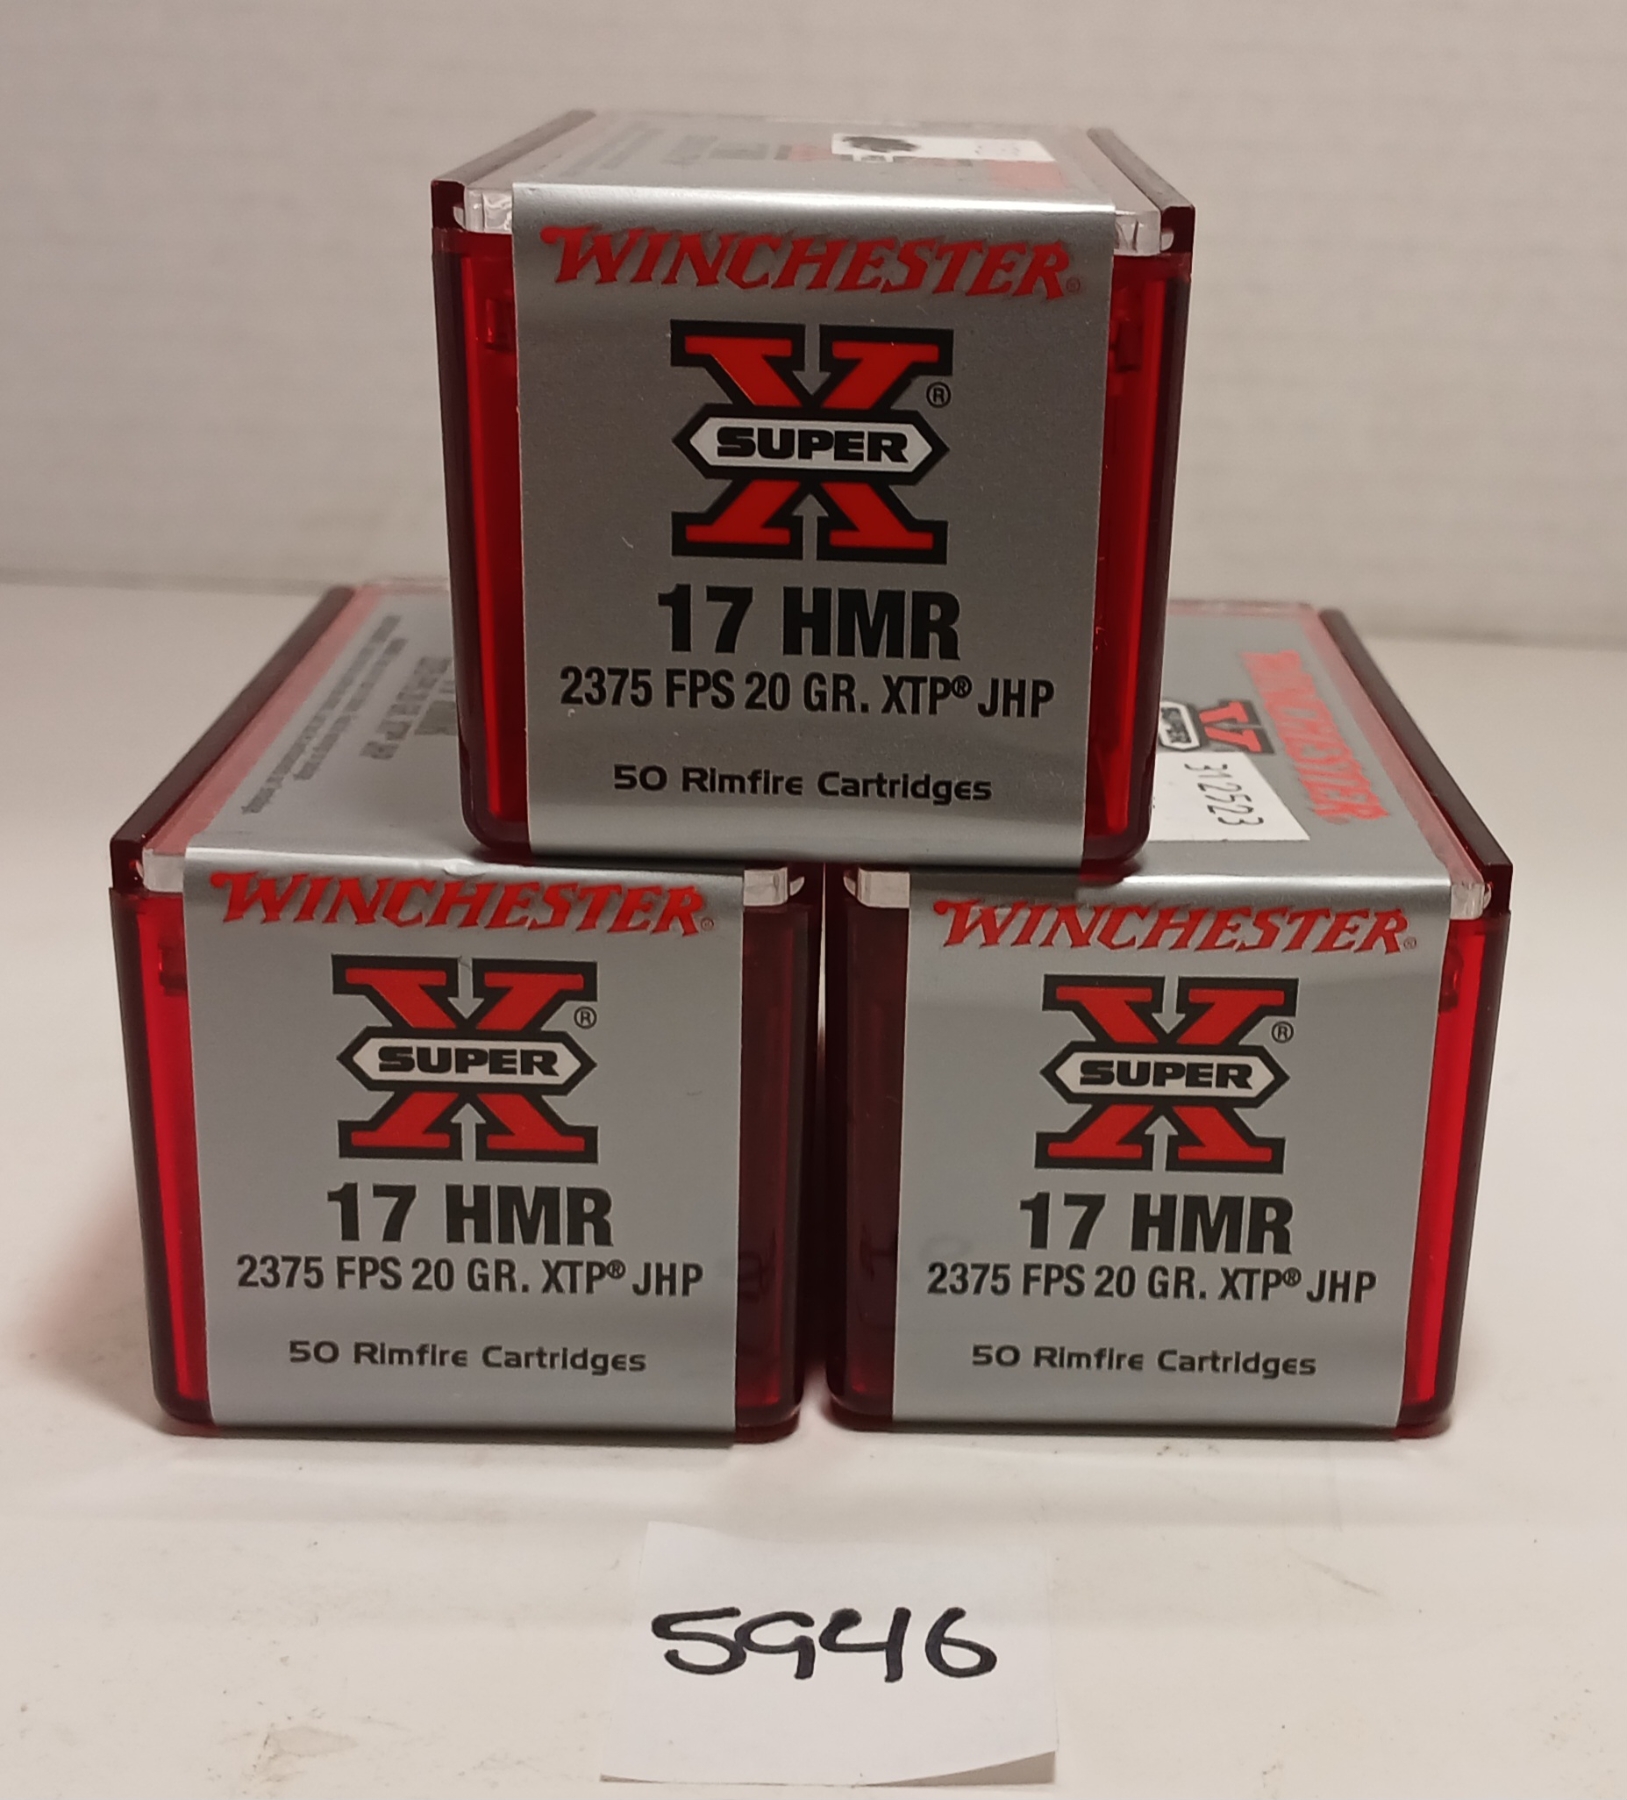 WINCHESTER
X
SUPER
®
17 HMR
2375 FPS 20 GR. XTP® JHP
50 Rimfire Cartridges
WINCHESTER
312523
WINCHESTER
X
SUPER
®
17 HMR
2375 FPS 20 GR. XTP® JHP
50 Rimfire Cartridges
WINCHESTER
X
SUPER
®
17 HMR
2375 FPS 20 GR. XTP® JHP
50 Rimfire Cartridges
5946